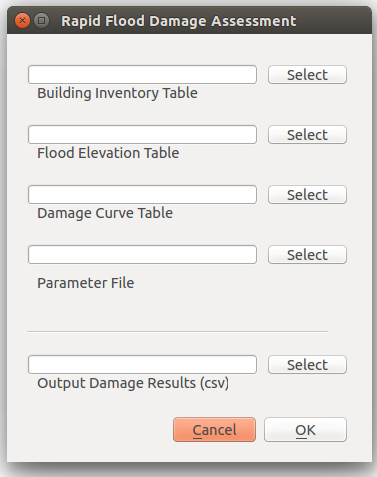 Rapid Flood Damage Assessment
Select
Building Inventory Table
Select
Flood Elevation Table
Select
Damage Curve Table
Select
Parameter File
Select
Output Damage Results (csv)
Cancel OK